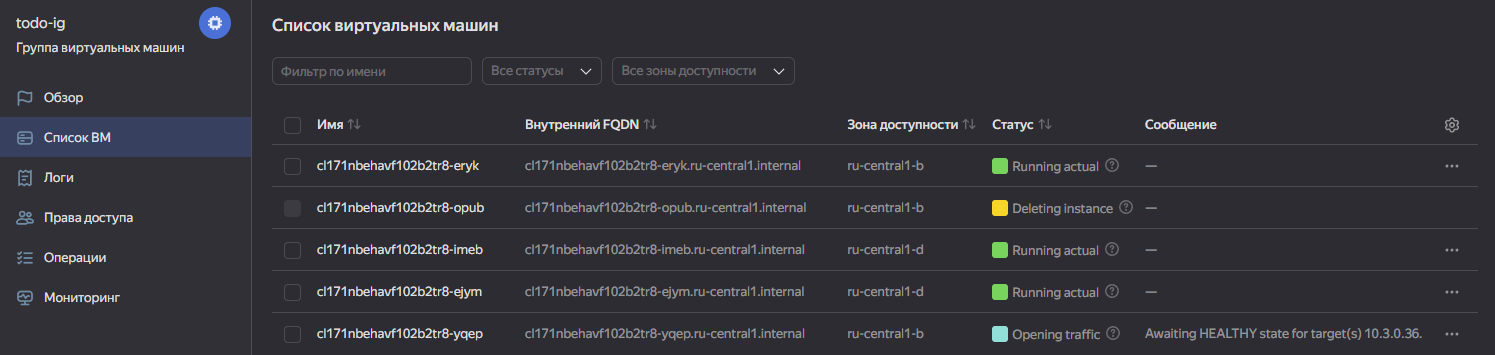 todo-ig
Группа виртуальных машин
Обзор
Список ВМ
Логи
Права доступа
Операции
Мониторинг
Список виртуальных машин
Фильтр по имени Все статусы Все зоны доступности
Имя Внутренний FQDN Зона доступности Статус Сообщение
cl171nbehavf102b2tr8-eryk cl171nbehavf102b2tr8-eryk.ru-central1.internal ru-central1-b Running actual —
cl171nbehavf102b2tr8-opub cl171nbehavf102b2tr8-opub.ru-central1.internal ru-central1-b Deleting instance —
cl171nbehavf102b2tr8-imeb cl171nbehavf102b2tr8-imeb.ru-central1.internal ru-central1-d Running actual —
cl171nbehavf102b2tr8-ejym cl171nbehavf102b2tr8-ejym.ru-central1.internal ru-central1-d Running actual —
cl171nbehavf102b2tr8-yqep cl171nbehavf102b2tr8-yqep.ru-central1.internal ru-central1-b Opening traffic Awaiting HEALTHY state for target(s) 10.3.0.36.